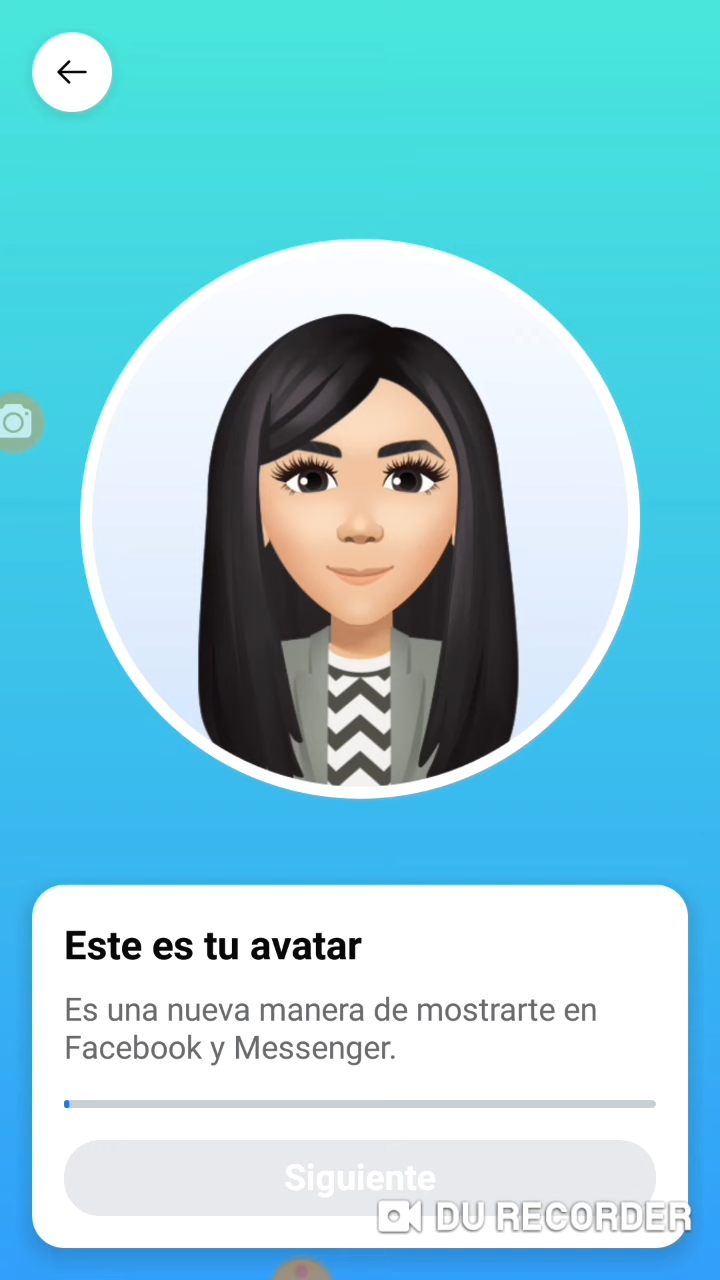 Este es tu avatar
Es una nueva manera de mostrarte en
Facebook y Messenger.
Siguiente
DU RECORDER